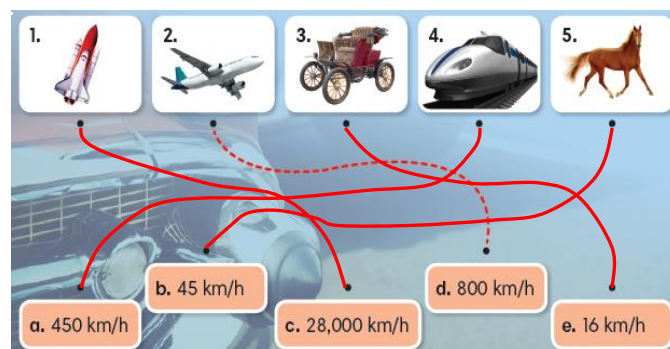 1.
2.
3.
4.
5.
a. 450 km/h
b. 45 km/h
c. 28,000 km/h
d. 800 km/h
e. 16 km/h